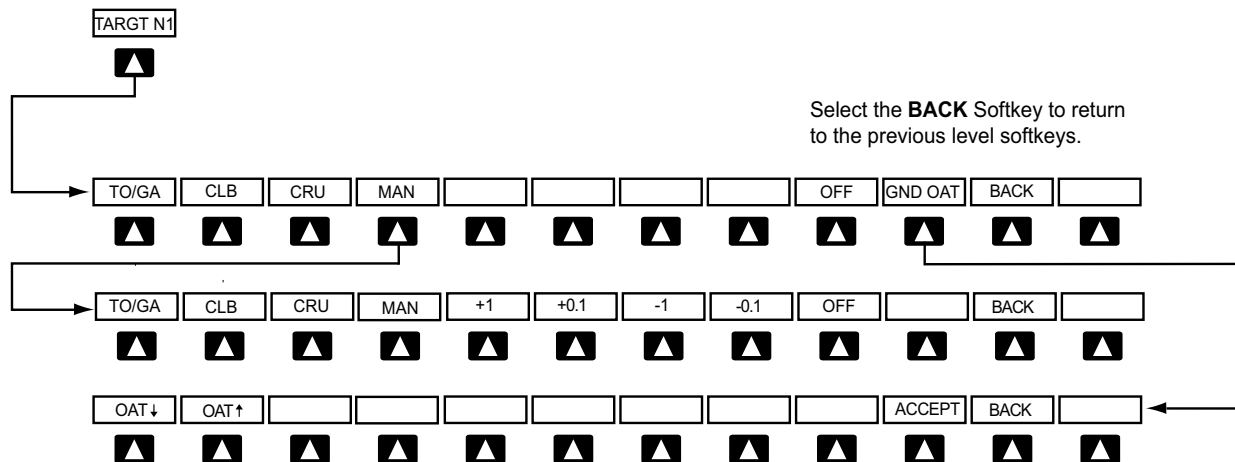 TARGT N1
Select the BACK Softkey to return
to the previous level softkeys.
TO/GA CLB CRU MAN OFF GND OAT BACK
TO/GA CLB CRU MAN +1 +0.1 -1 -0.1 OFF BACK
OAT↓ OAT↑ ACCEPT BACK